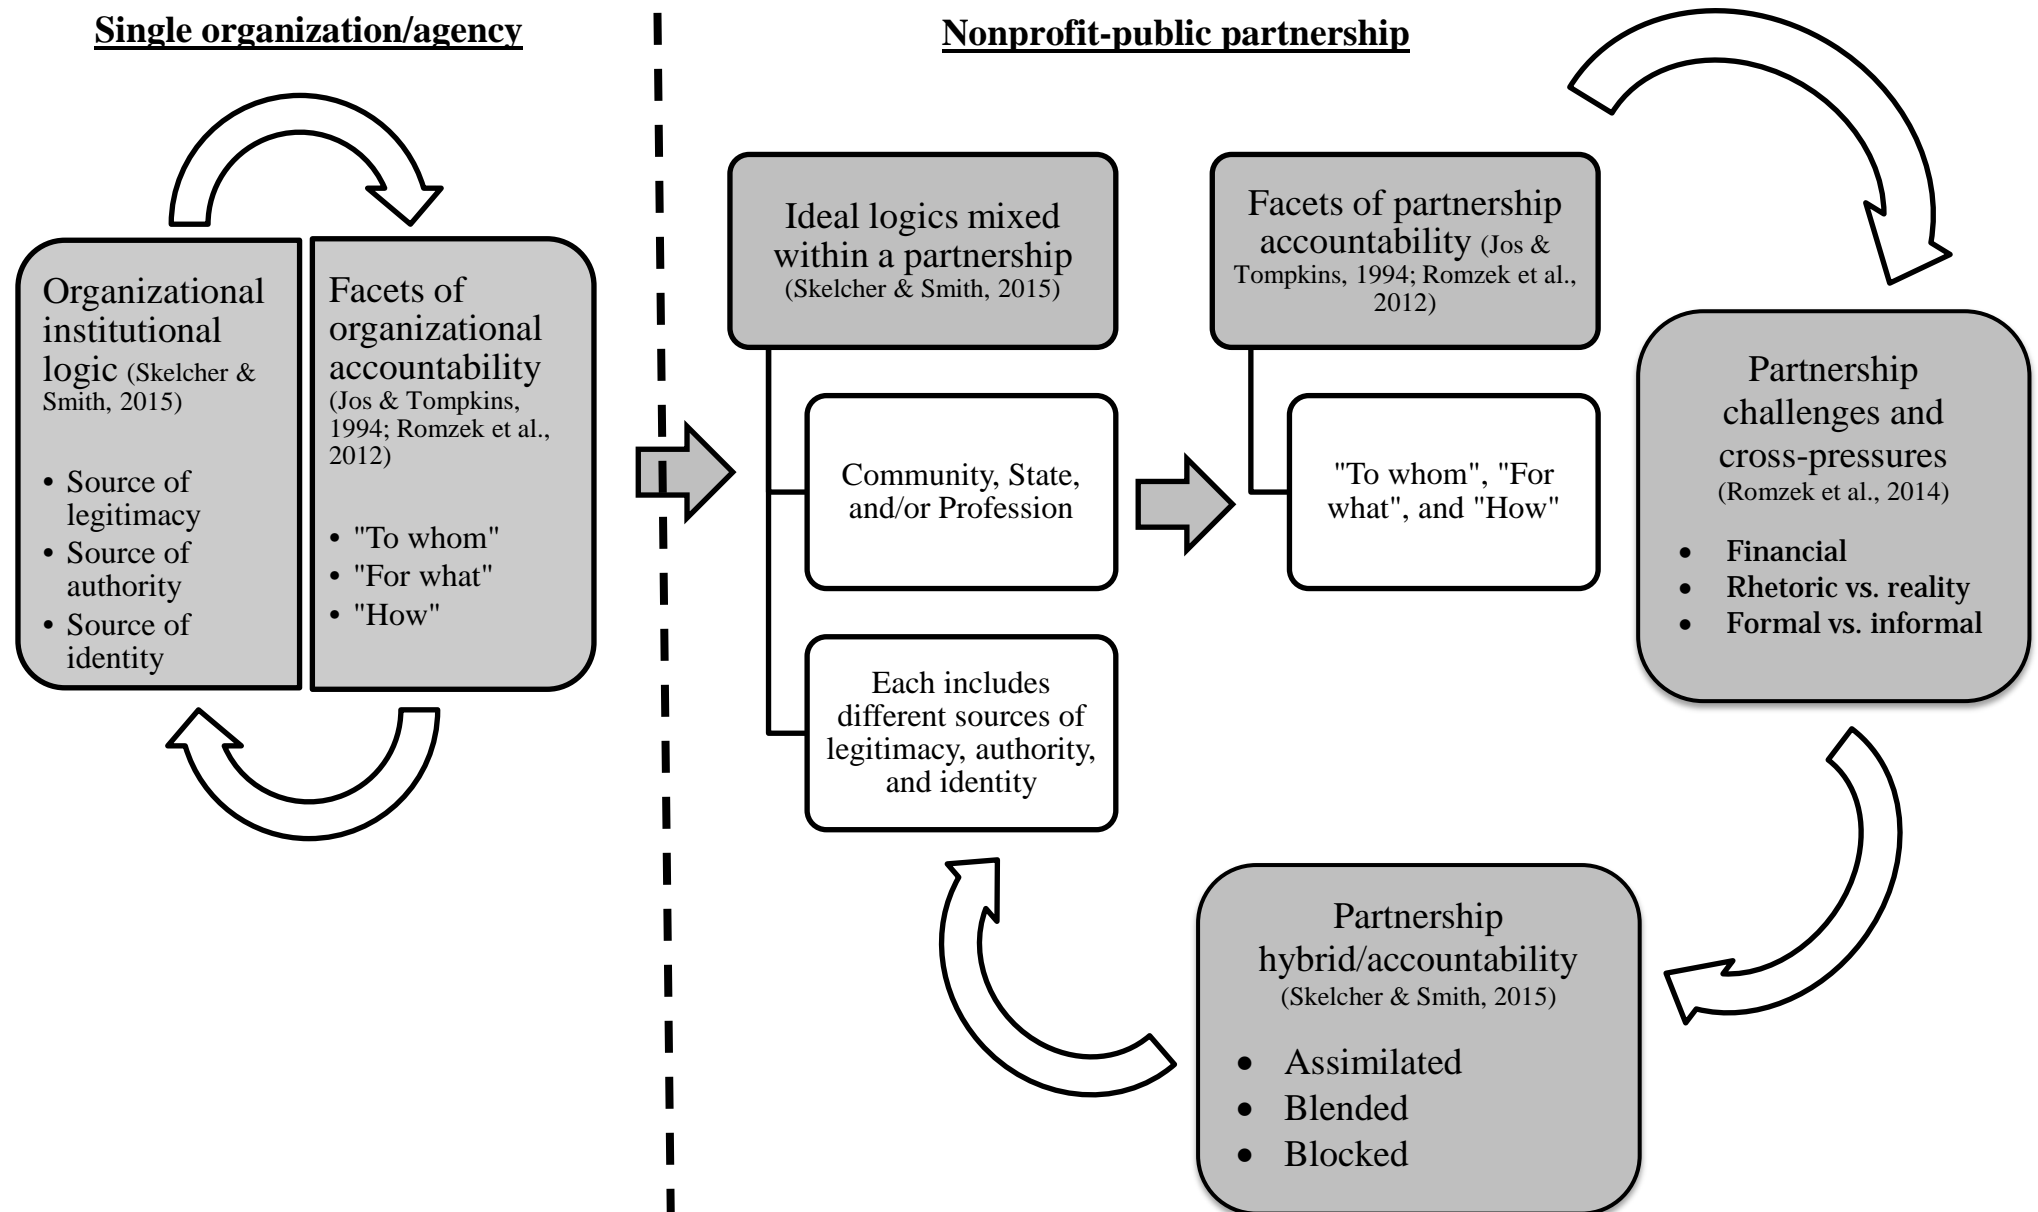 Single organization/agency
Nonprofit-public partnership
Organizational
institutional
logic (Skelcher &
Smith, 2015)
• Source of
legitimacy
• Source of
authority
• Source of
identity
Facets of
organizational
accountability
(Jos & Tompkins,
1994; Romzek et al.,
2012)
• "To whom"
• "For what"
• "How"
Ideal logics mixed
within a partnership
(Skelcher & Smith, 2015)
Community, State,
and/or Profession
Each includes
different sources of
legitimacy, authority,
and identity
Facets of partnership
accountability (Jos &
Tompkins, 1994; Romzek et al.,
2012)
"To whom", "For
what", and "How"
Partnership
challenges and
cross-pressures
(Romzek et al., 2014)
• Financial
• Rhetoric vs. reality
• Formal vs. informal
Partnership
hybrid/accountability
(Skelcher & Smith, 2015)
• Assimilated
• Blended
• Blocked